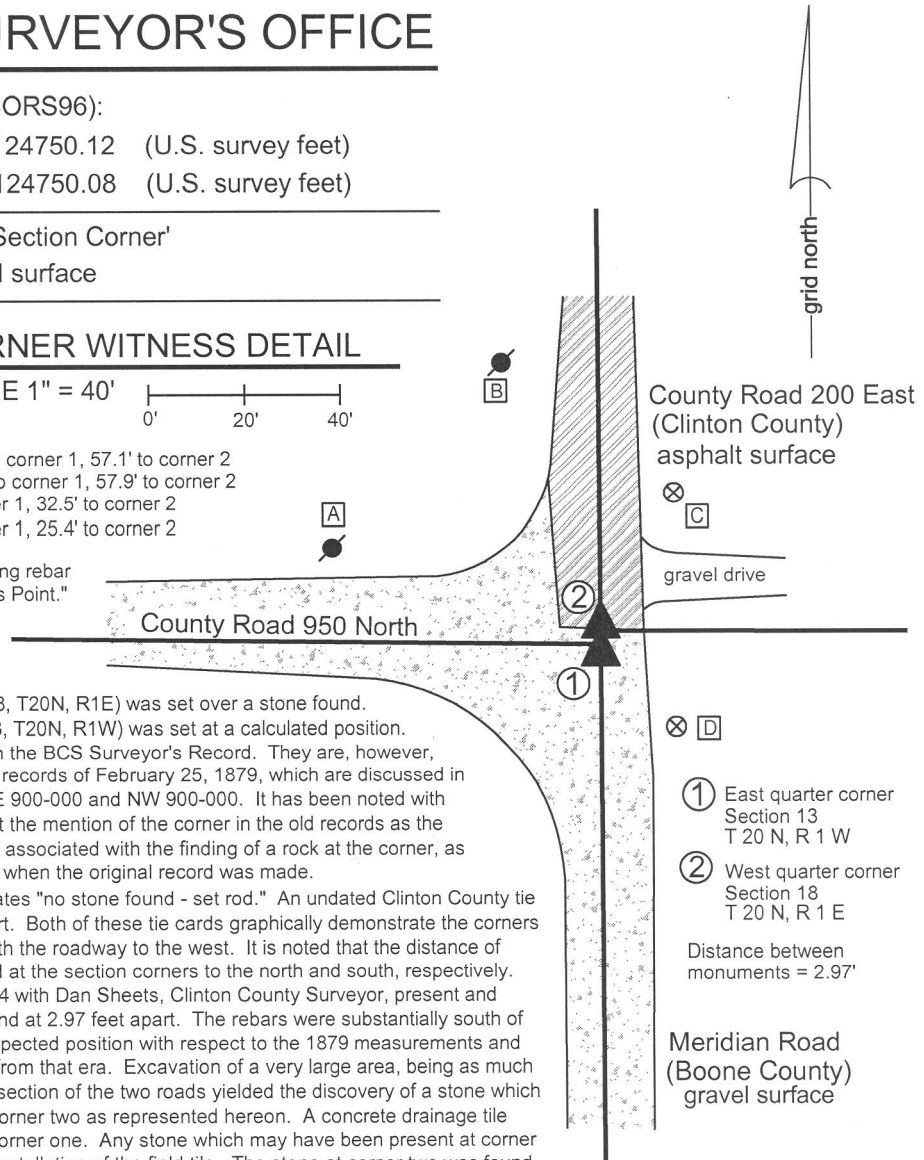 URVEYOR'S OFFICE
ORS96):
24750.12 (U.S. survey feet)
124750.08 (U.S. survey feet)
Section Corner'
surface
RNER WITNESS DETAIL
E 1" = 40'
0' 20' 40'
corner 1, 57.1' to corner 2
to corner 1, 57.9' to corner 2
er 1, 32.5' to corner 2
er 1, 25.4' to corner 2
ng rebar
s Point."
grid north
B
A
C
County Road 200 East
(Clinton County)
asphalt surface
gravel drive
2
County Road 950 North
1
D
3, T20N, R1E) was set over a stone found.
, T20N, R1W) was set at a calculated position.
n the BCS Surveyor's Record. They are, however,
records of February 25, 1879, which are discussed in
E 900-000 and NW 900-000. It has been noted with
t the mention of the corner in the old records as the
associated with the finding of a rock at the corner, as
when the original record was made.
ates "no stone found - set rod." An undated Clinton County tie
rt. Both of these tie cards graphically demonstrate the corners
th the roadway to the west. It is noted that the distance of
d at the section corners to the north and south, respectively.
4 with Dan Sheets, Clinton County Surveyor, present and
nd at 2.97 feet apart. The rebars were substantially south of
pected position with respect to the 1879 measurements and
from that era. Excavation of a very large area, being as much
section of the two roads yielded the discovery of a stone which
orner two as represented hereon. A concrete drainage tile
orner one. Any stone which may have been present at corner
1 East quarter corner
Section 13
T 20 N, R 1 W
2 West quarter corner
Section 18
T 20 N, R 1 E
Distance between
monuments = 2.97'
Meridian Road
(Boone County)
gravel surface